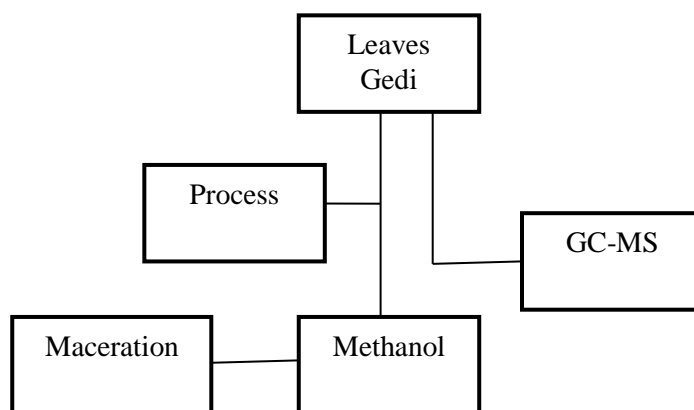 Leaves
Gedi
Process
GC-MS
Maceration
Methanol